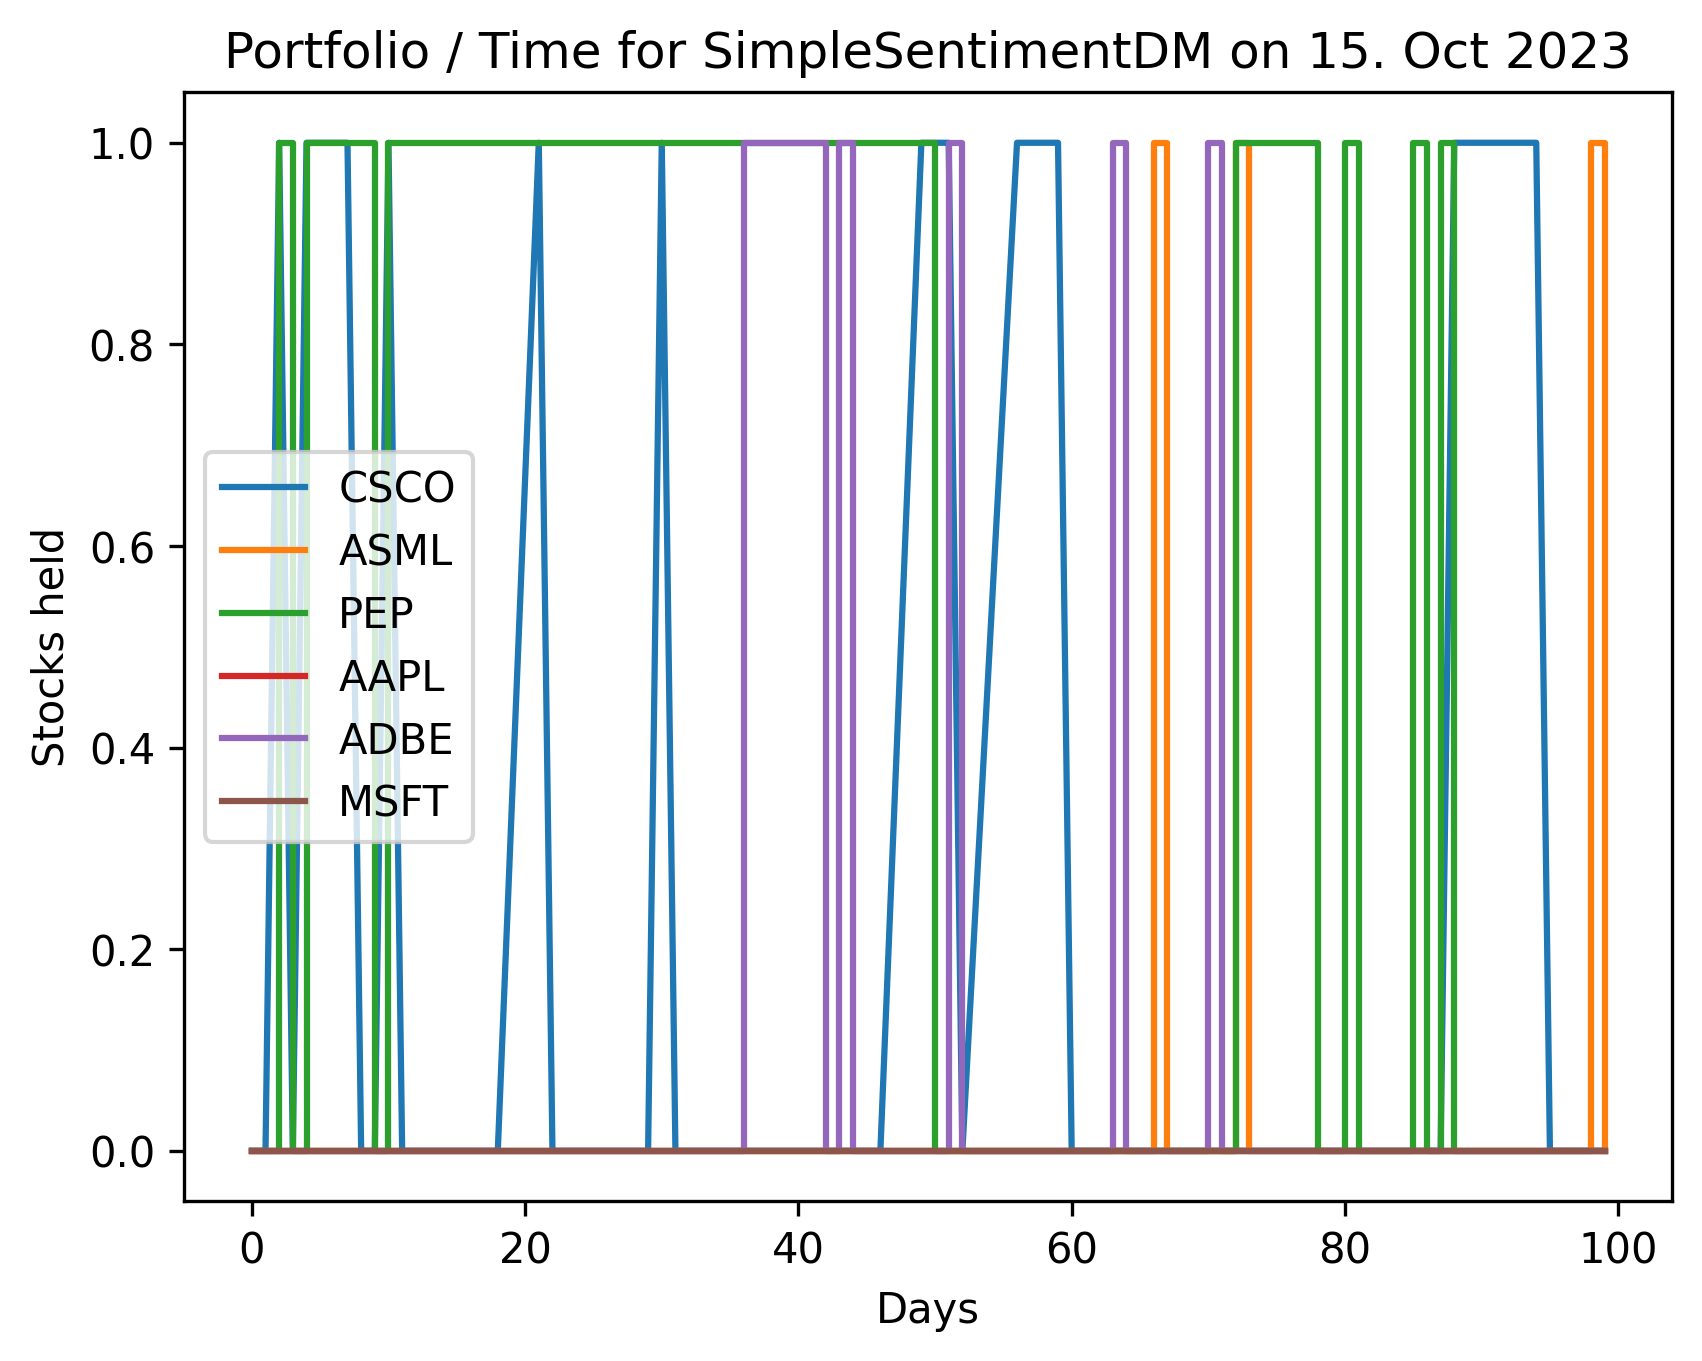 Portfolio / Time for SimpleSentimentDM on 15. Oct 2023
1.0
0.8
0.6
0.4
0.2
0.0
Stocks held
CSCO
ASML
PEP
AAPL
ADBE
MSFT
0 20 40 60 80 100
Days